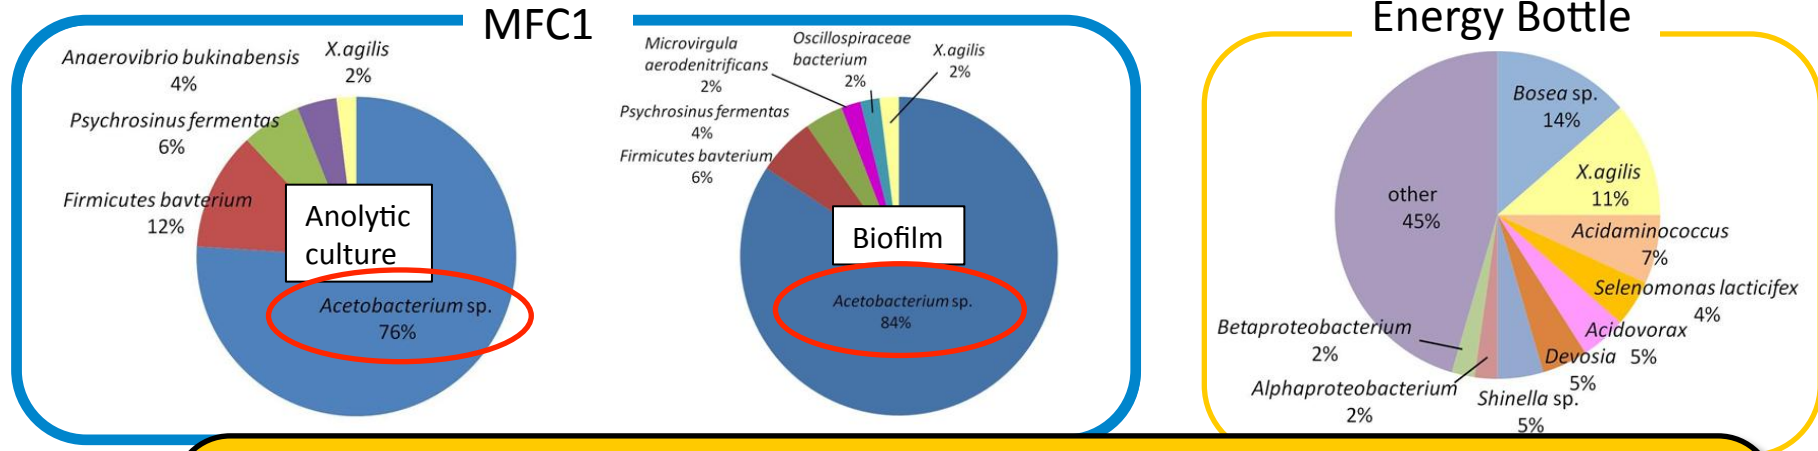 MFC1
Anaerovibrio bukinabensis
4%
X.agilis
2%
Psychrosinus fermentas
6%
Firmicutes bavterium
12%
Anolytic
culture
Acetobacterium sp.
76%
Microvirgula
aerodenitrificans
2%
Oscillospiraceae
bacterium
2%
X.agilis
2%
Psychrosinus fermentas
4%
Firmicutes bavterium
6%
Biofilm
Acetobacterium sp.
84%
Energy Bottle
Bosea sp.
14%
X.agilis
11%
other
45%
Acidaminococcus
7%
Selenomonas lacticifex
4%
Acidovorax
5%
Devosia
5%
Shinella sp.
5%
Alphaproteobacterium
2%
Betaproteobacterium
2%